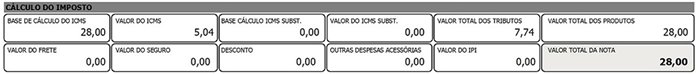 CÁLCULO DO IMPOSTO
BASE DE CÁLCULO DO ICMS VALOR DO ICMS BASE DE CÁLCULO ICMS SUBST. VALOR DO ICMS SUBST. VALOR TOTAL DOS TRIBUTOS VALOR TOTAL DOS PRODUTOS
28,00 5,04 0,00 0,00 7,74 28,00
VALOR DO FRETE VALOR DO SEGURO DESCONTO OUTRAS DESPESAS ACESSÓRIAS VALOR DO IPI VALOR TOTAL DA NOTA
0,00 0,00 0,00 0,00 0,00 28,00